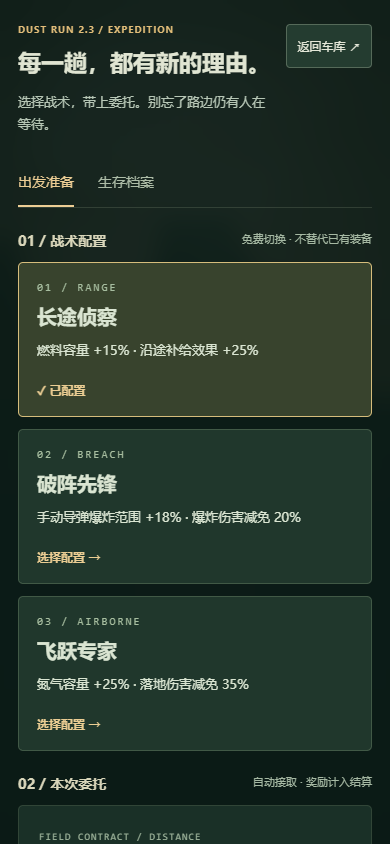 DUST RUN 2.3 / EXPEDITION
每一趟，都有新的理由。
返回车库 ↗
选择战术，带上委托。别忘了路边仍有人在
等待。
出发准备
生存档案
01 / 战术配置
免费切换 · 不替代已有装备
01 / RANGE
长途侦察
燃料容量 +15% · 沿途补给效果 +25%
✓ 已配置
02 / BREACH
破阵先锋
手动导弹爆炸范围 +18% · 爆炸伤害减免 20%
选择配置 →
03 / AIRBORNE
飞跃专家
氮气容量 +25% · 落地伤害减免 35%
选择配置 →
02 / 本次委托
自动接取 · 奖励计入结算
FIELD CONTRACT / DISTANCE